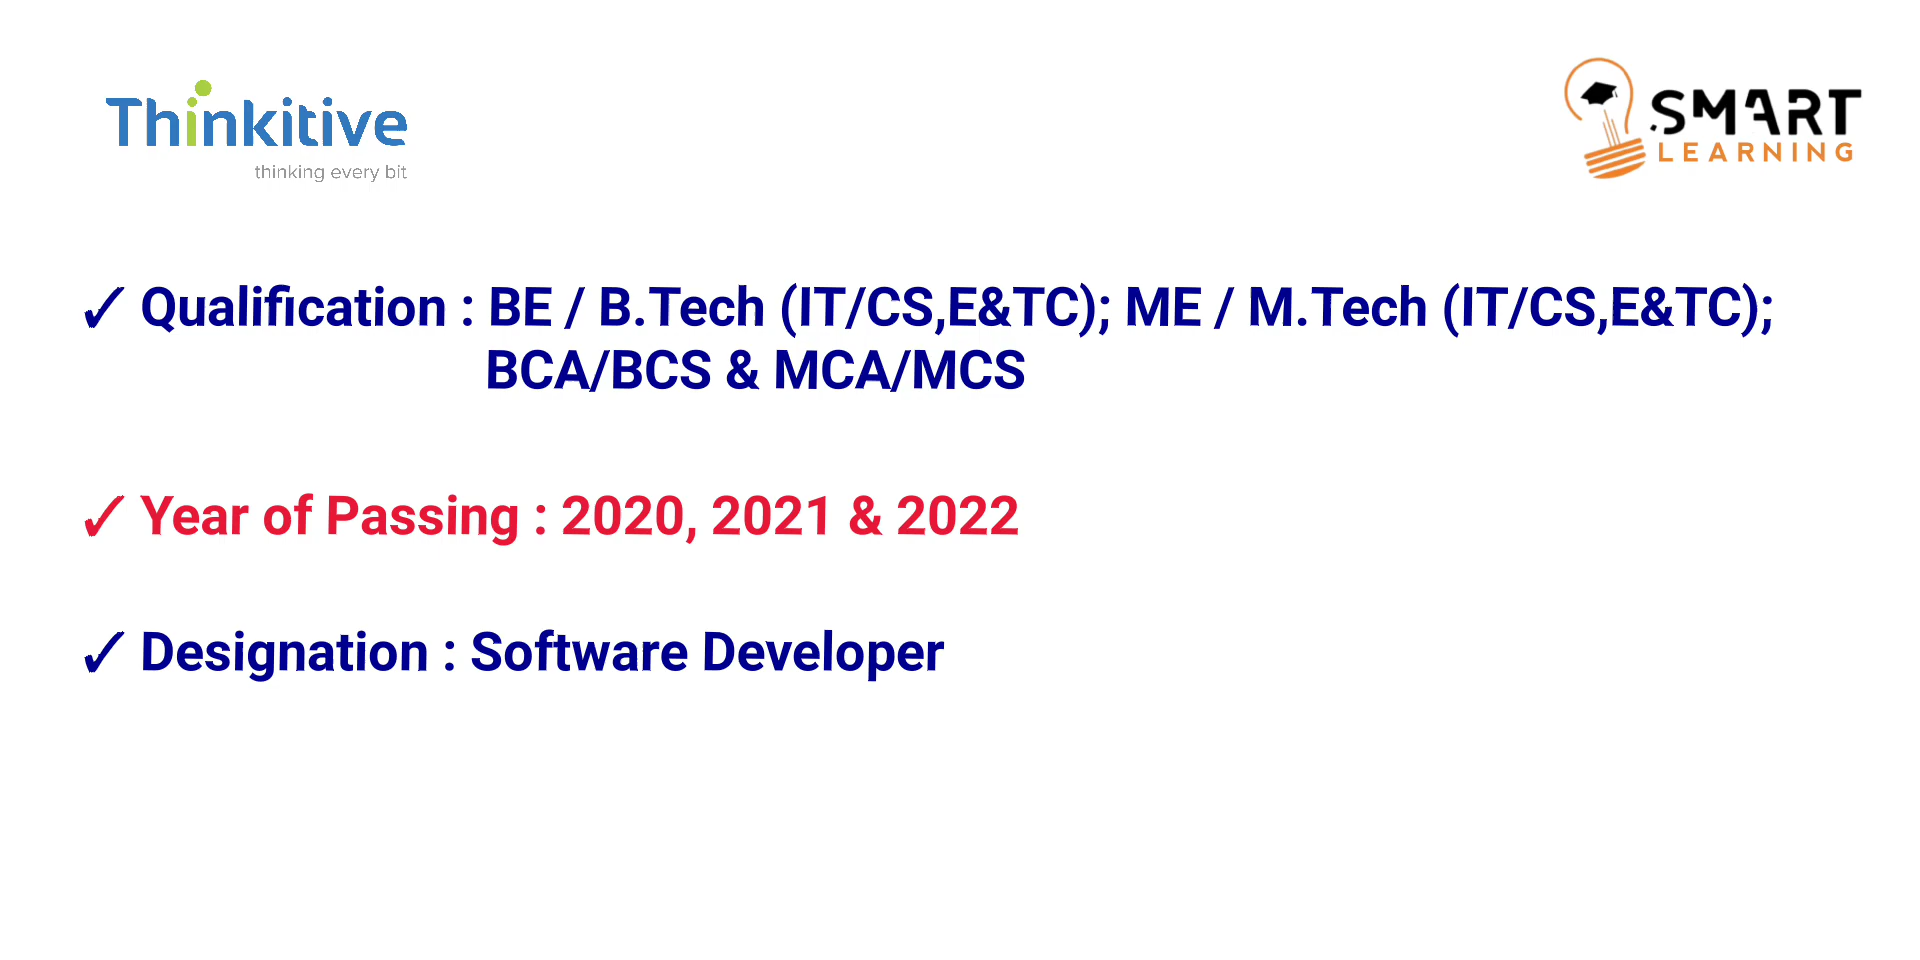 Thinkitive
thinking every bit
SMART
LEARNING
✓ Qualification : BE / B.Tech (IT/CS,E&TC); ME / M.Tech (IT/CS,E&TC);
BCA/BCS & MCA/MCS
✓ Year of Passing : 2020, 2021 & 2022
✓ Designation : Software Developer